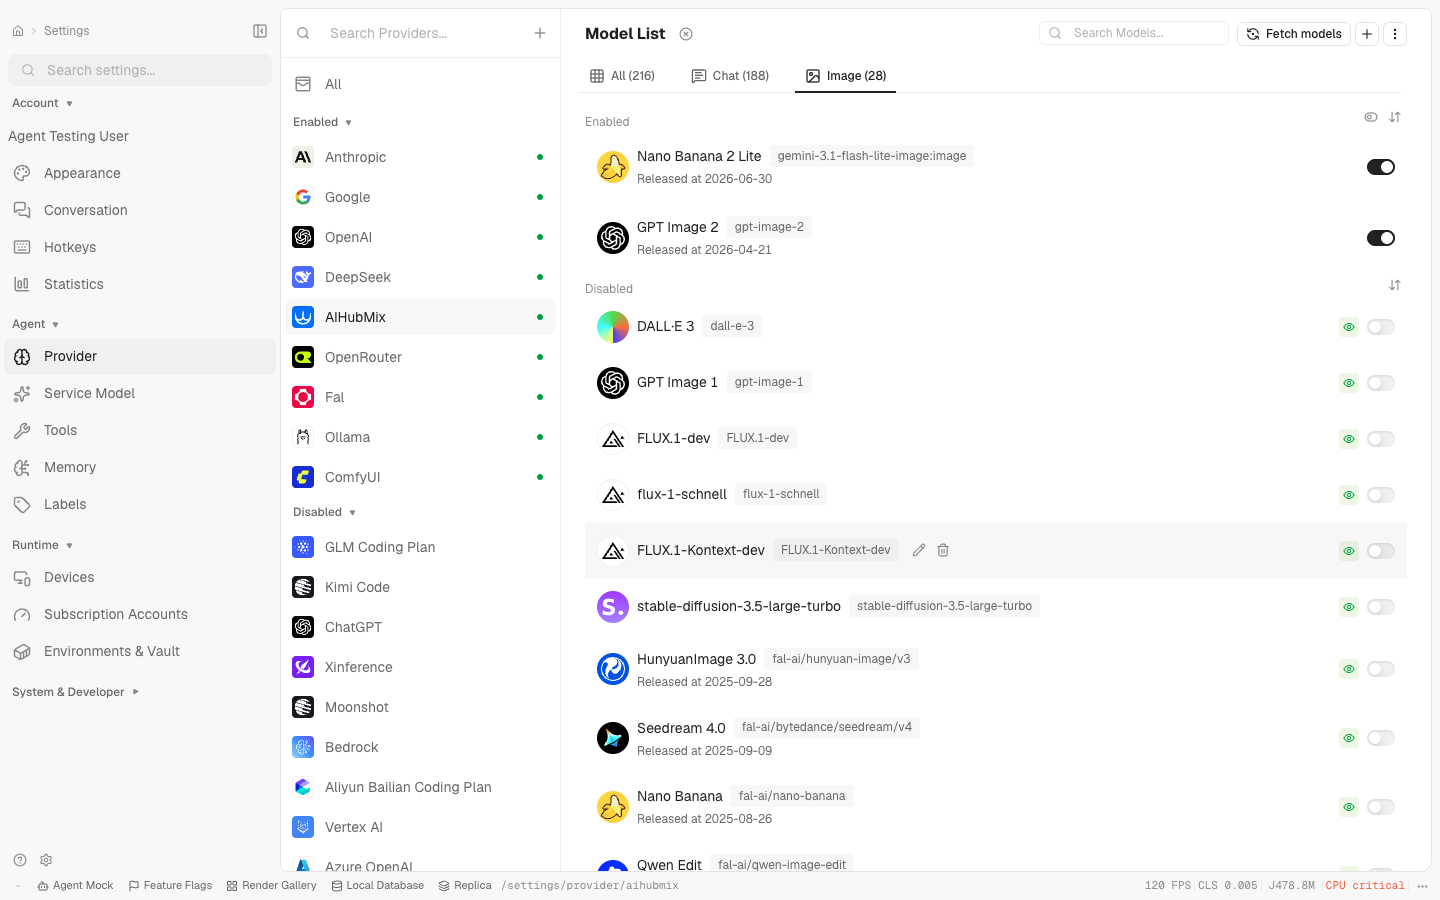 Settings
Search settings...
Account
Agent Testing User
Appearance
Conversation
Hotkeys
Statistics
Agent
Provider
Service Model
Tools
Memory
Labels
Runtime
Devices
Subscription Accounts
Environments & Vault
System & Developer
Search Providers...
All
Enabled
Anthropic
Google
OpenAI
DeepSeek
AIHubMix
OpenRouter
Fal
Ollama
ComfyUI
Disabled
GLM Coding Plan
Kimi Code
ChatGPT
Xinference
Moonshot
Bedrock
Aliyun Bailian Coding Plan
Vertex AI
Azure OpenAI
Model List
Search Models...
Fetch models
All (216)
Chat (188)
Image (28)
Enabled
Nano Banana 2 Lite gemini-3.1-flash-lite-image:image
Released at 2026-06-30
GPT Image 2 gpt-image-2
Released at 2026-04-21
Disabled
DALL·E 3 dall-e-3
GPT Image 1 gpt-image-1
FLUX.1-dev FLUX.1-dev
flux-1-schnell flux-1-schnell
FLUX.1-Kontext-dev FLUX.1-Kontext-dev
stable-diffusion-3.5-large-turbo stable-diffusion-3.5-large-turbo
HunyuanImage 3.0 fal-ai/hunyuan-image/v3
Released at 2025-09-28
Seedream 4.0 fal-ai/bytedance/seedream/v4
Released at 2025-09-09
Nano Banana fal-ai/nano-banana
Released at 2025-08-26
Qwen Edit fal-ai/qwen-image-edit
Agent Mock Feature Flags Render Gallery Local Database Replica /settings/provider/aihubmix 120 FPS CLS 0.005 J478.8M CPU critical